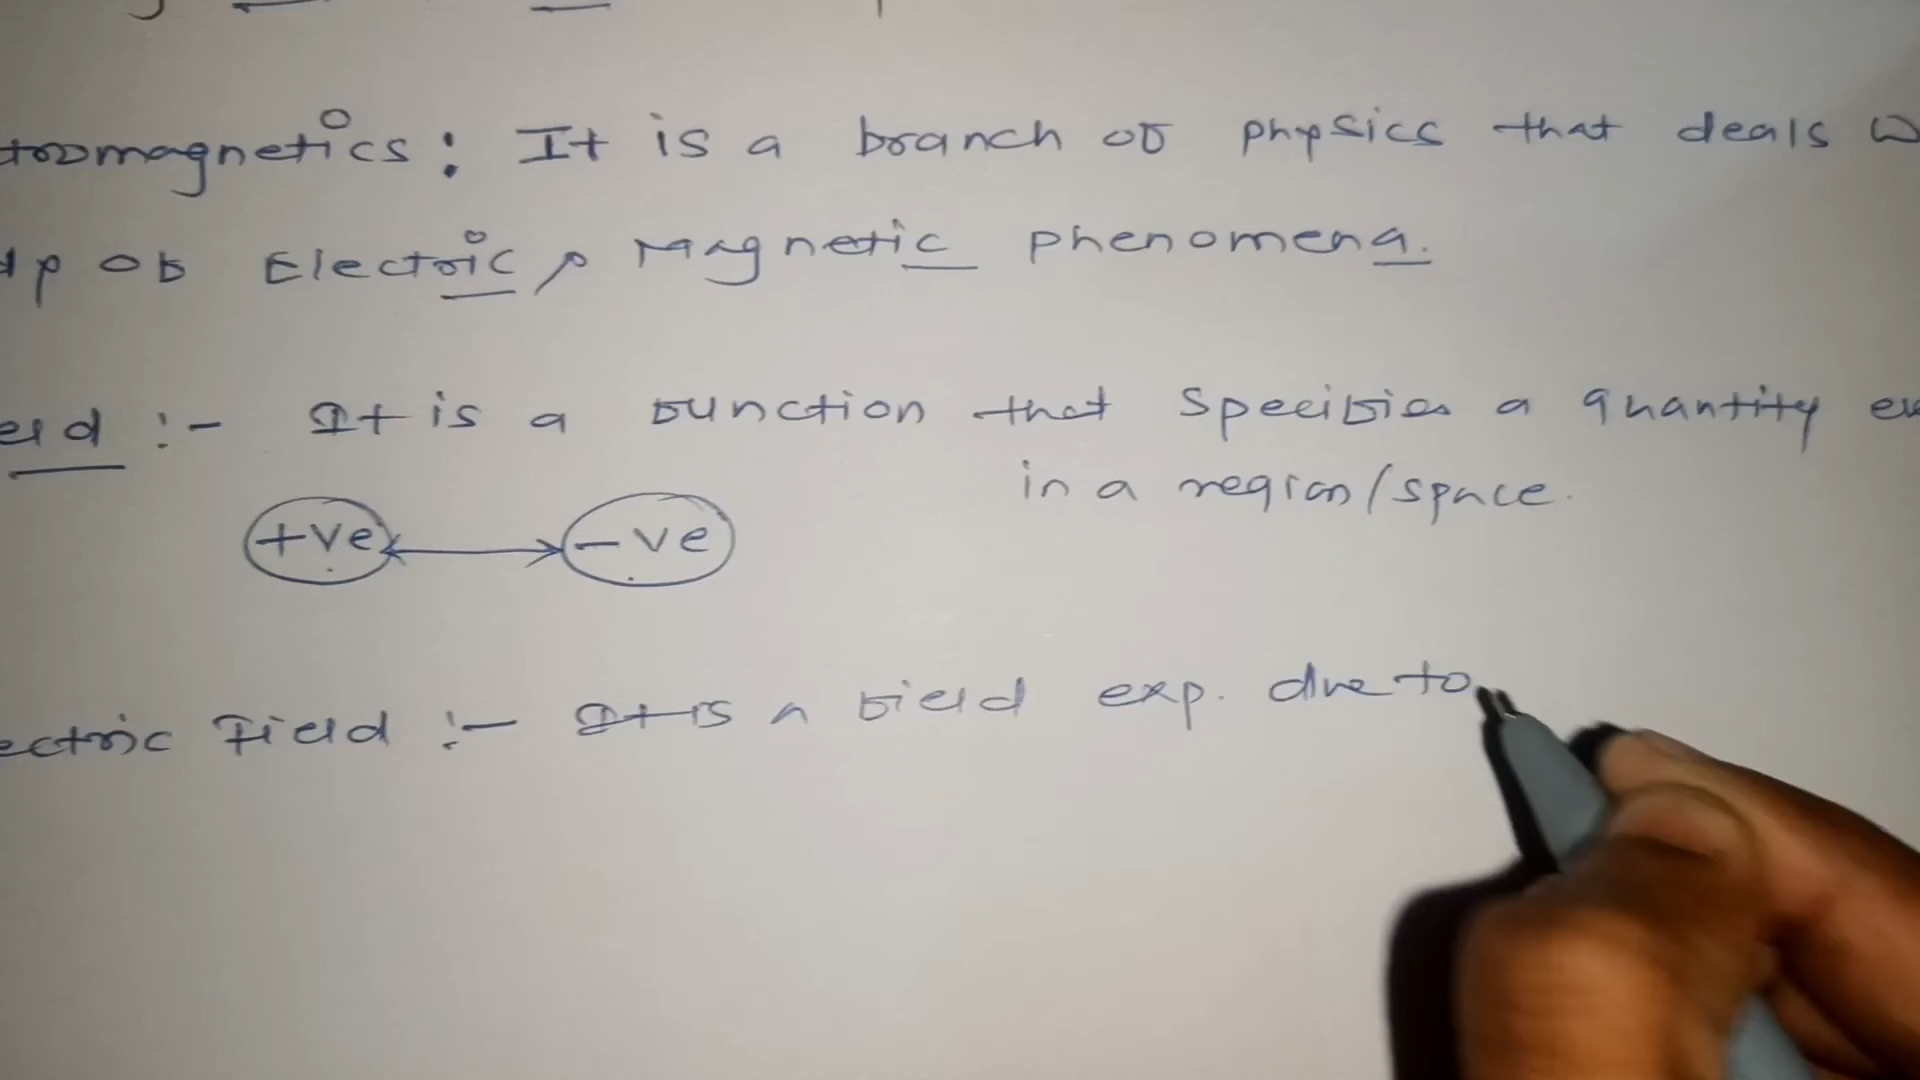 tromagnetics: It is a branch of physics that deals w
p of Electric, Magnetic phenomena.
eld :- It is a function that specifies a quantity ev
in a region/space.
+ve -ve
ectric Field :- It is a field exp. due to